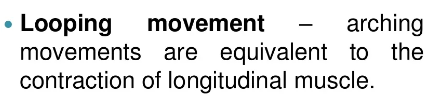 • Looping movement – arching
movements are equivalent to the
contraction of longitudinal muscle.